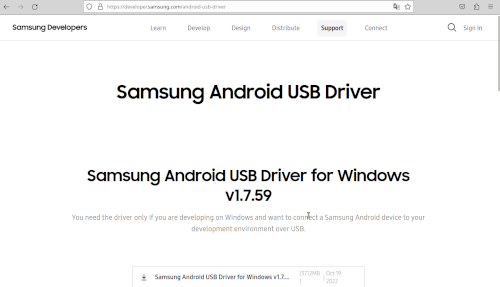 https://developer.samsung.com/android-usb-driver
Samsung Developers Learn Develop Design Distribute Support Connect Sign In
Samsung Android USB Driver
Samsung Android USB Driver for Windows
v1.7.59
You need the driver only if you are developing on Windows and want to connect a Samsung Android device to your
development environment over USB.
Samsung Android USB Driver for Windows v1.7.... Oct 19,
2022